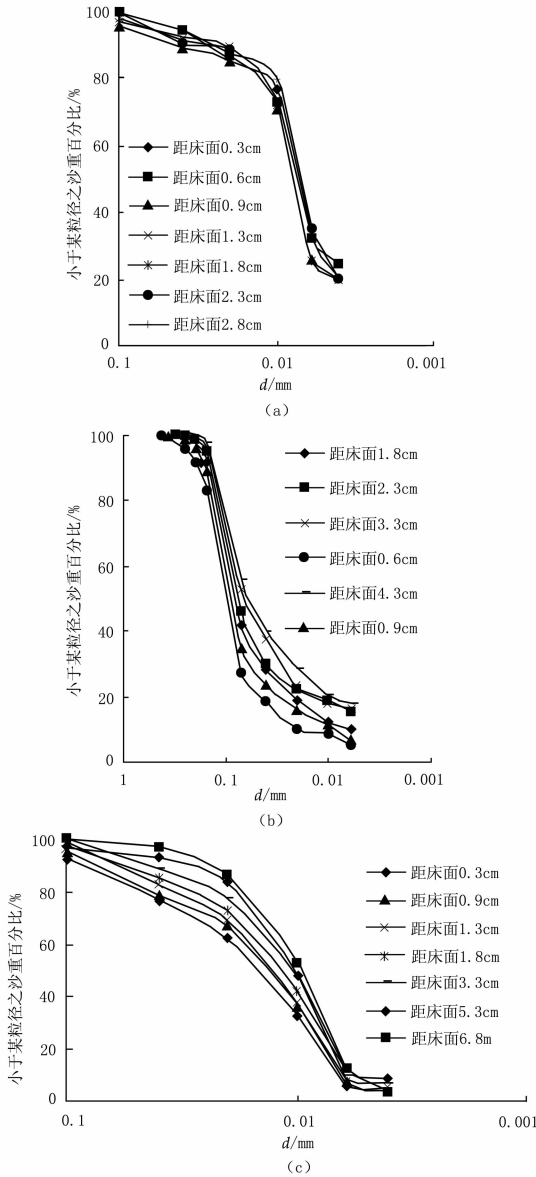 100
80
40
20
0
小于某粒径之沙重百分比/%
距床面0.3cm
距床面0.6cm
距床面0.9cm
距床面1.3cm
距床面1.8cm
距床面2.3cm
距床面2.8cm
0.1
0.01
0.001
d/mm
（a）
100
80
60
40
20
0
小于某粒径之沙重百分比/%
距床面1.8cm
距床面2.3cm
距床面3.3cm
距床面0.6cm
距床面4.3cm
距床面0.9cm
1
0.1
0.01
0.001
d/mm
（b）
100
80
60
40
20
0
小于某粒径之沙重百分比/%
距床面0.3cm
距床面0.9cm
距床面1.3cm
距床面1.8cm
距床面3.3cm
距床面5.3cm
距床面6.8m
0.1
0.01
0.001
d/mm
（c）